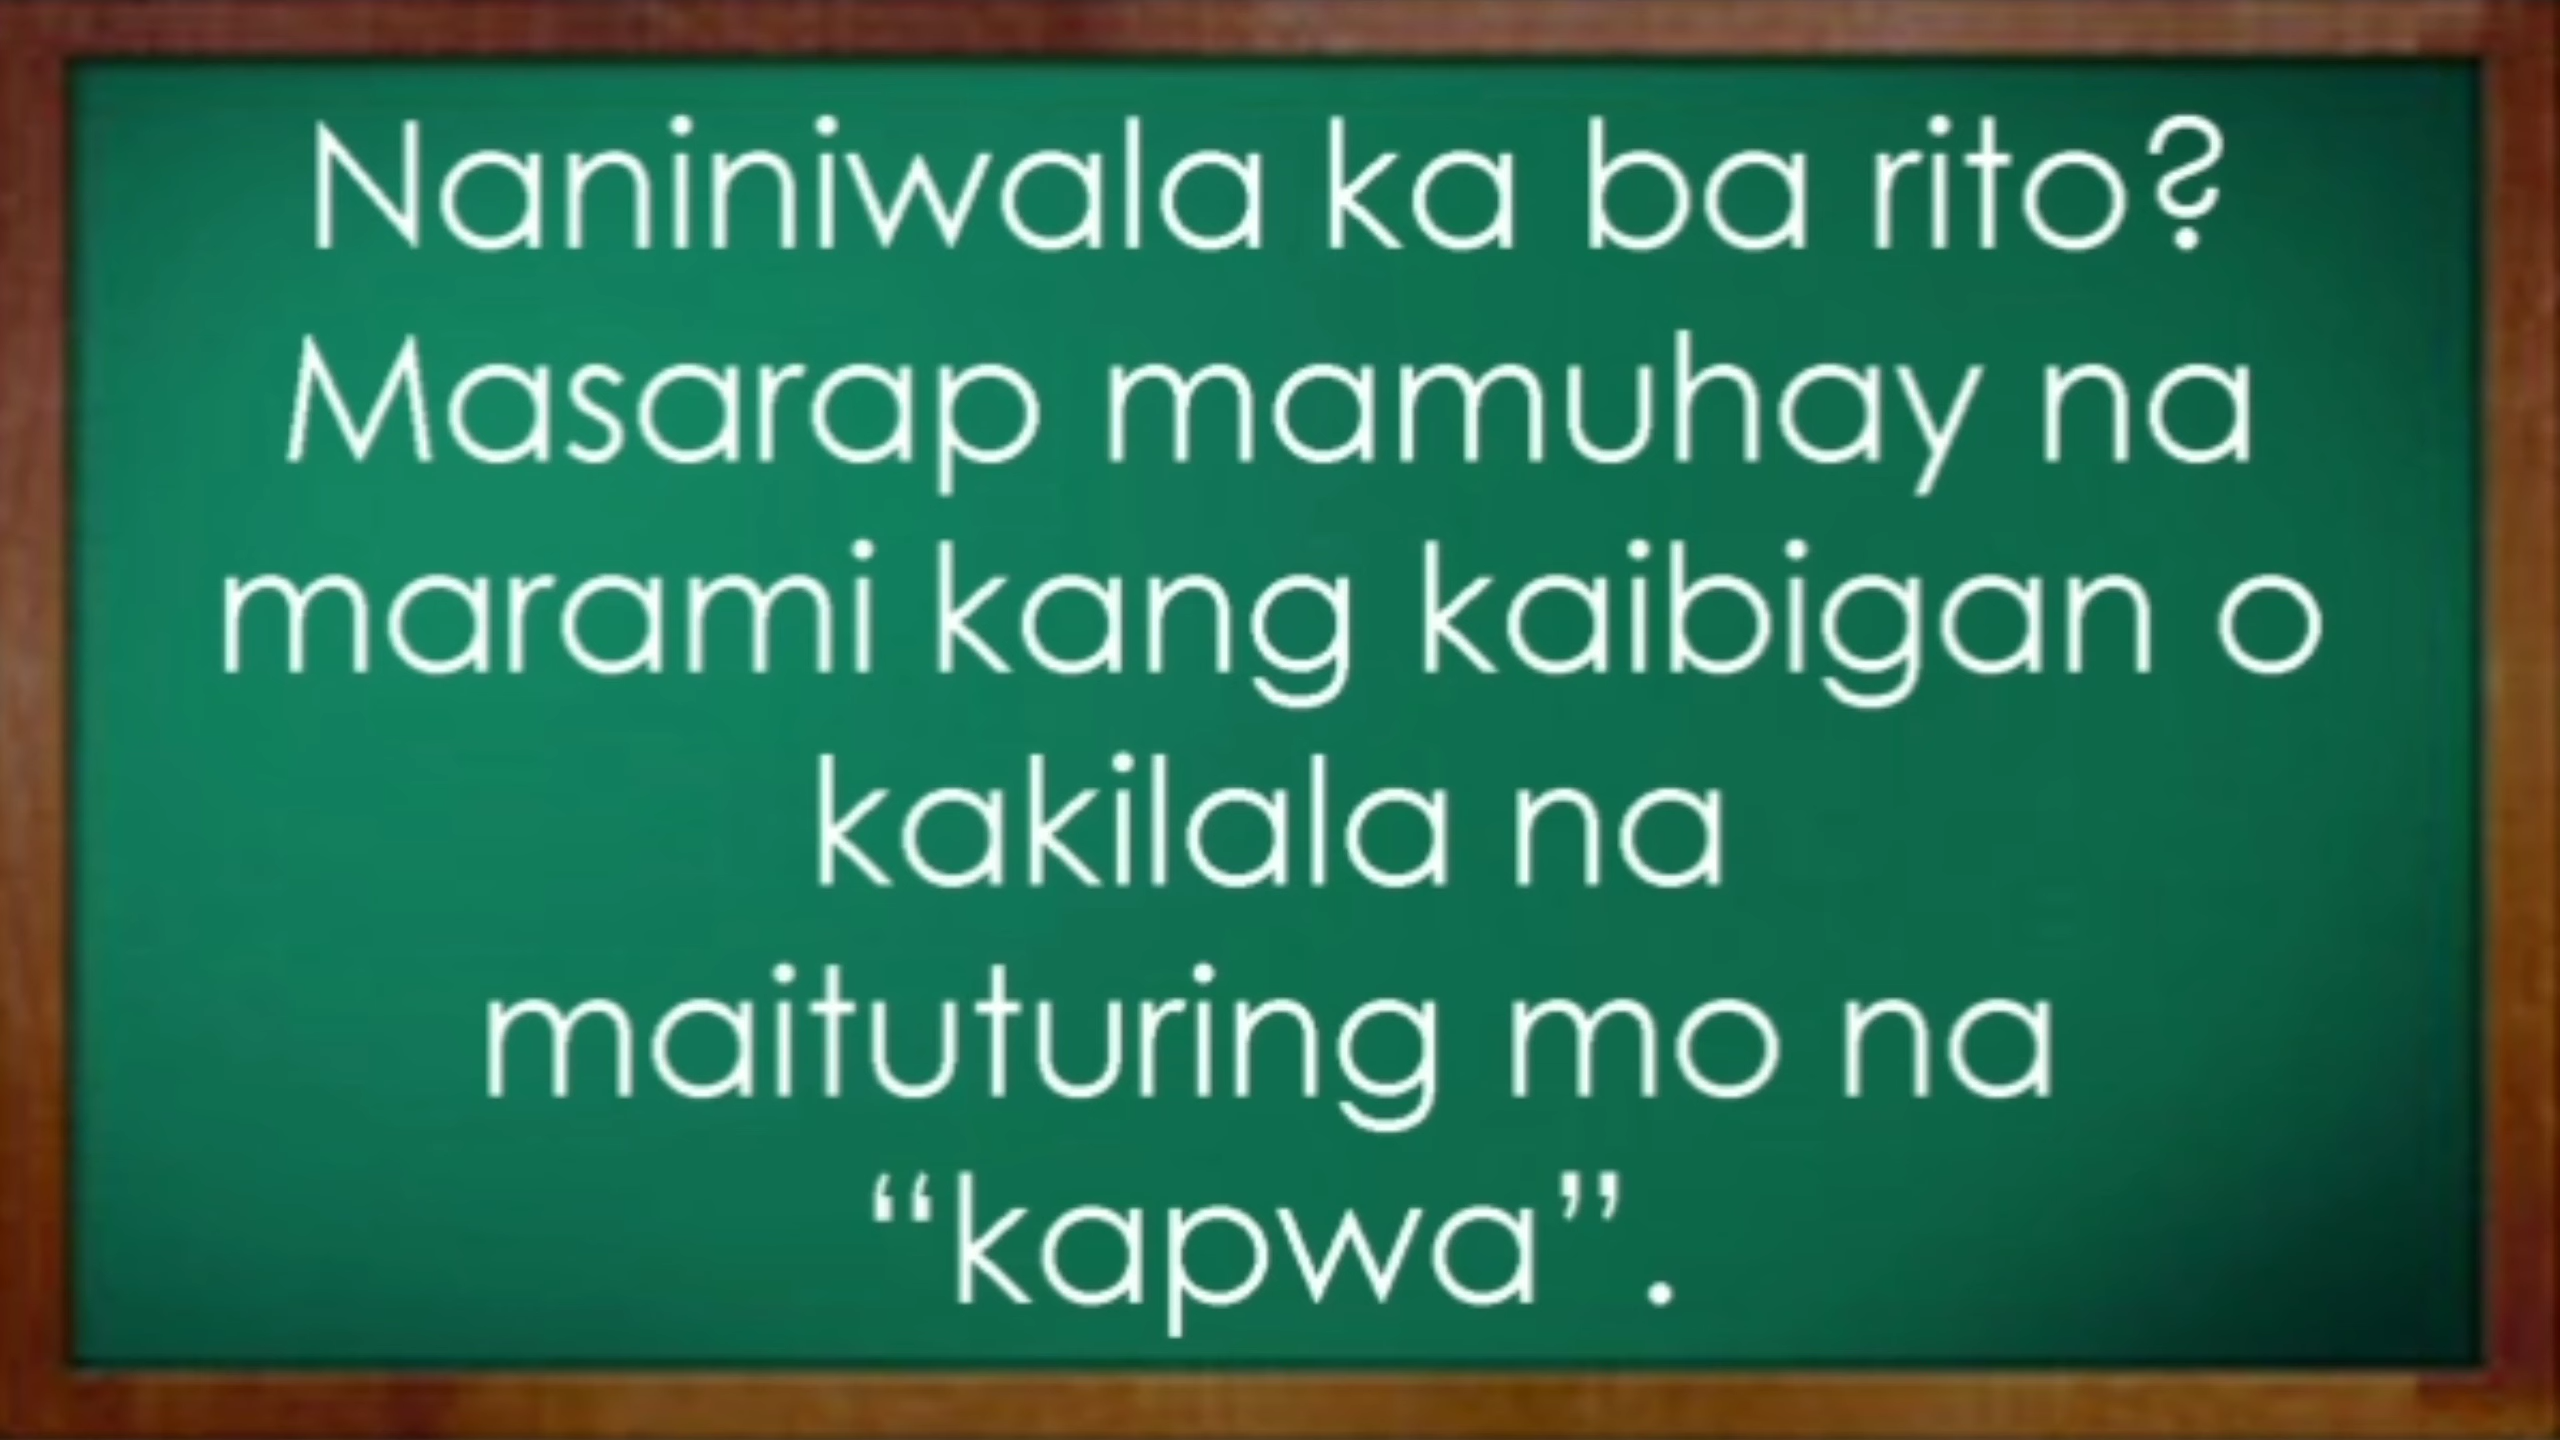 Naniniwala ka ba rito?
Masarap mamuhay na
marami kang kaibigan o
kakilala na
maituturing mo na
“kapwa”.